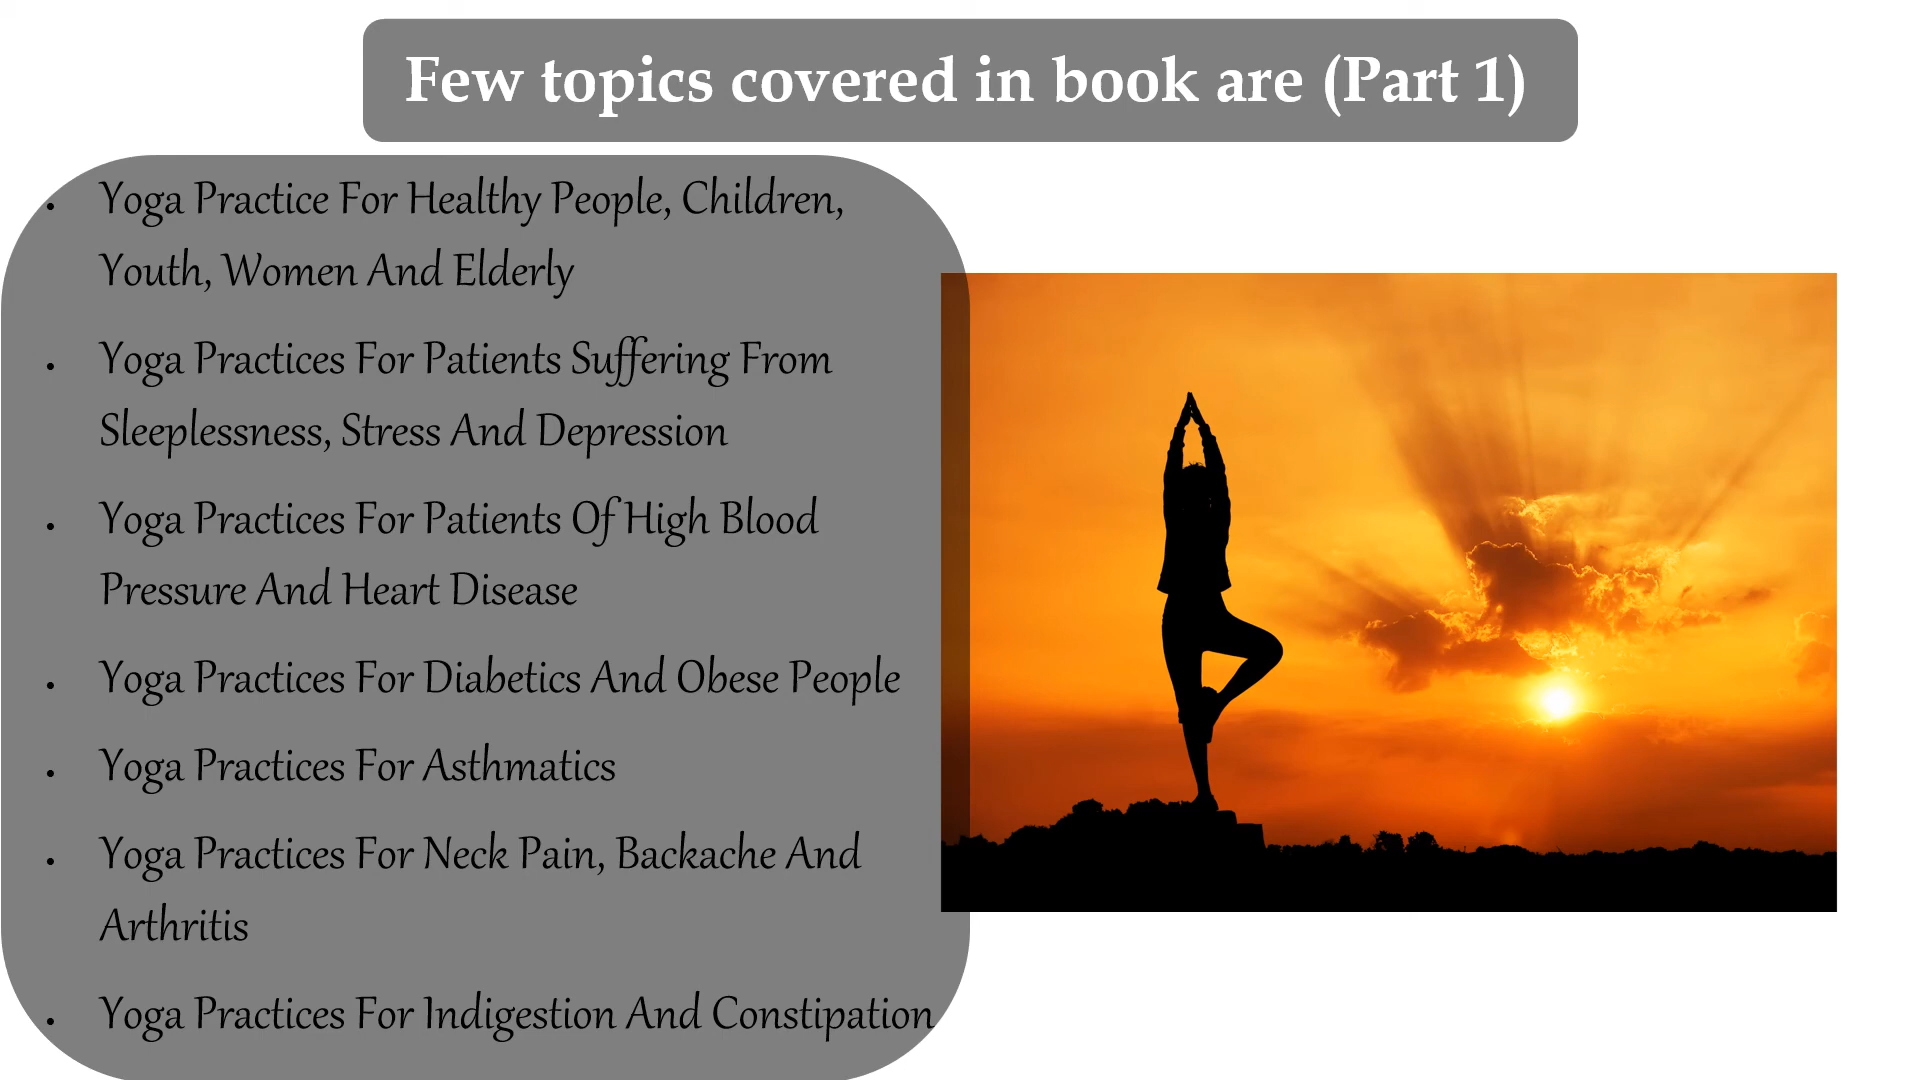 Few topics covered in book are (Part 1)
• Yoga Practice For Healthy People, Children,
Youth, Women And Elderly
• Yoga Practices For Patients Suffering From
Sleeplessness, Stress And Depression
• Yoga Practices For Patients Of High Blood
Pressure And Heart Disease
• Yoga Practices For Diabetics And Obese People
• Yoga Practices For Asthmatics
• Yoga Practices For Neck Pain, Backache And
Arthritis
• Yoga Practices For Indigestion And Constipation